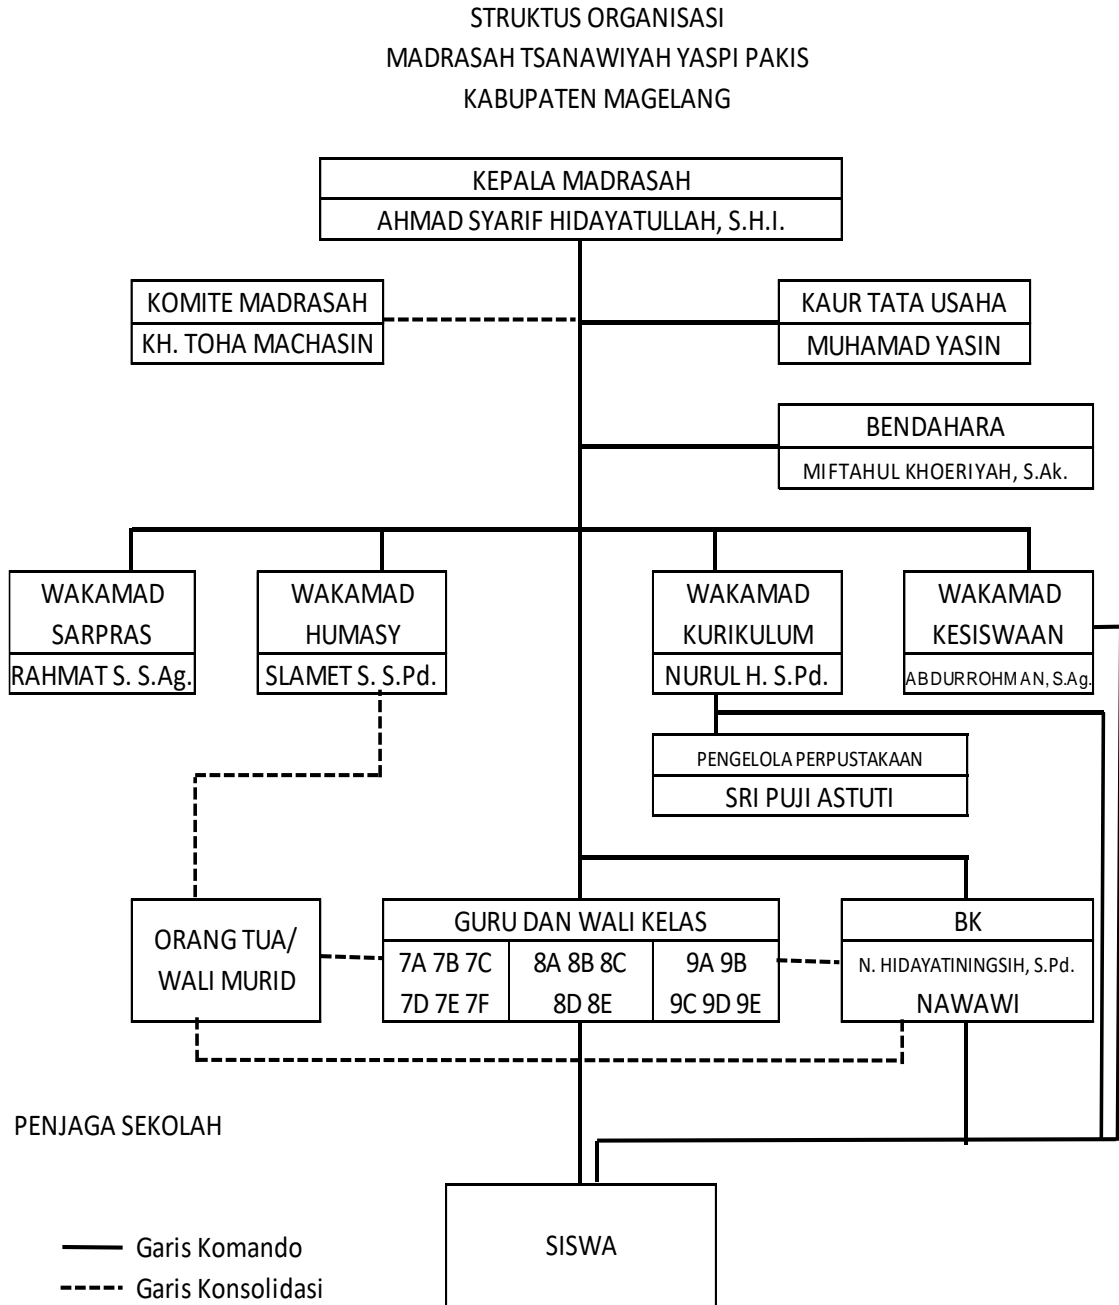 STRUKTUS ORGANISASI
MADRASAH TSANAWIYAH YASPI PAKIS
KABUPATEN MAGELANG
KEPALA MADRASAH
AHMAD SYARIF HIDAYATULLAH, S.H.I.
KOMITE MADRASAH
KH. TOHA MACHASIN
KAUR TATA USAHA
MUHAMAD YASIN
BENDAHARA
MIFTAHUL KHOERIYAH, S.Ak.
WAKAMAD
SARPRAS
RAHMAT S. S.Ag.
WAKAMAD
HUMASY
SLAMET S. S.Pd.
WAKAMAD
KURIKULUM
NURUL H. S.Pd.
WAKAMAD
KESISWAAN
ABDURROHMAN, S.Ag.
PENGELOLA PERPUSTAKAAN
SRI PUJI ASTUTI
ORANG TUA/
WALI MURID
GURU DAN WALI KELAS
7A 7B 7C
7D 7E 7F
8A 8B 8C
8D 8E
9A 9B
9C 9D 9E
BK
N. HIDAYATININGSIH, S.Pd.
NAWAWI
PENJAGA SEKOLAH
SISWA
Garis Komando
Garis Konsolidasi